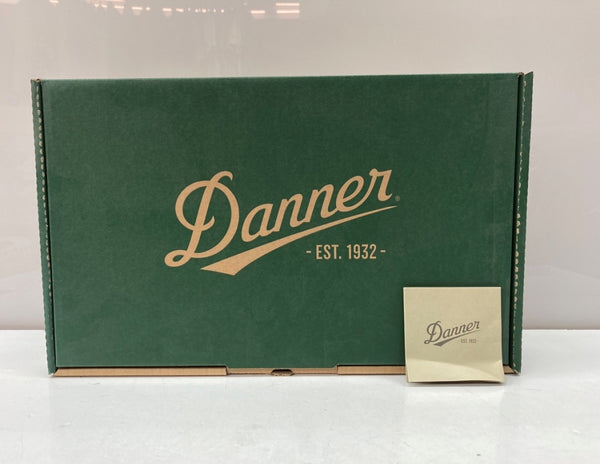 Danner®
- EST. 1932 -
Danner
EST. 1932